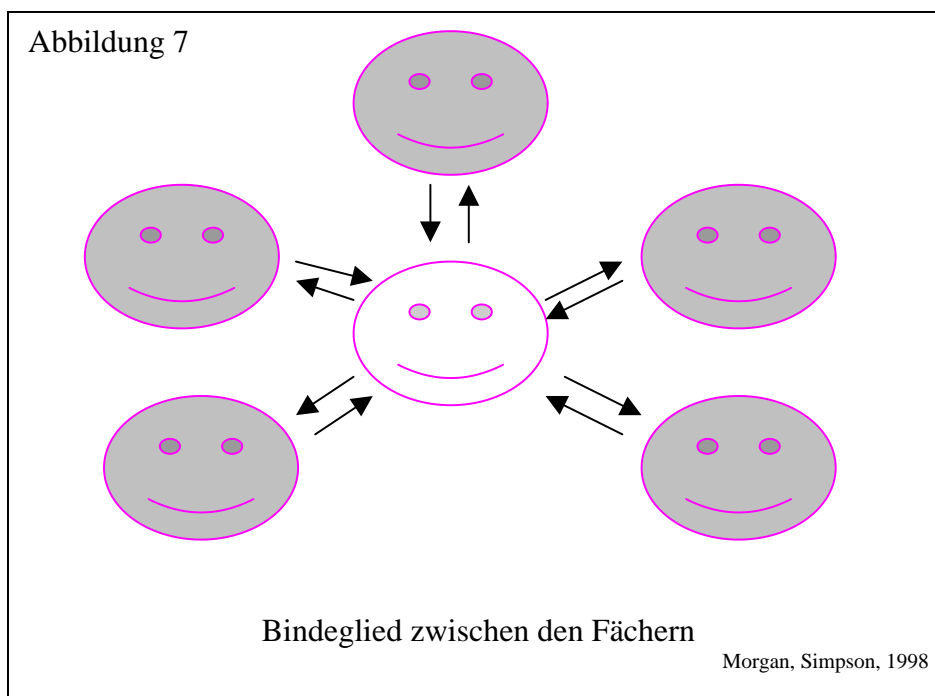 Abbildung 7
Bindeglied zwischen den Fächern
Morgan, Simpson, 1998